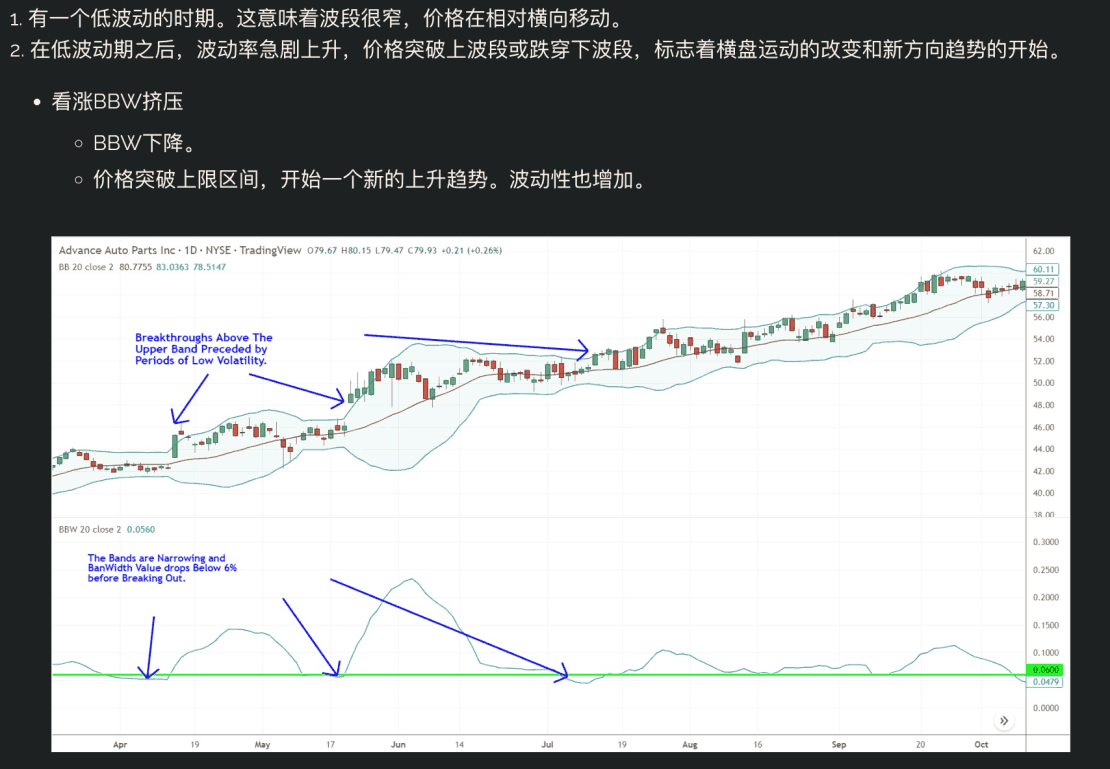 1. 有一个低波动的时期。这意味着波段很窄，价格在相对横向移动。
2. 在低波动期之后，波动率急剧上升，价格突破上波段或跌穿下波段，标志着横盘运动的改变和新方向趋势的开始。
• 看涨BBW挤压
◦ BBW下降。
◦ 价格突破上限区间，开始一个新的上升趋势。波动性也增加。
Advance Auto Parts Inc · 1D · NYSE · TradingView O79.67 H80.15 L79.47 C79.93 +0.21 (+0.26%)
BB 20 close 2 80.7755 83.0363 78.5147
Breakthroughs Above The
Upper Band Preceded by
Periods of Low Volatility.
62.00
60.11
59.27
58.71
57.30
56.00
54.00
52.00
50.00
48.00
46.00
44.00
42.00
40.00
38.00
BBW 20 close 2 0.0560
The Bands are Narrowing and
BanWidth Value drops Below 6%
before Breaking Out.
0.3000
0.2500
0.2000
0.1500
0.1000
0.0600
0.0479
0.0000
Apr 19 May 17 Jun 14 Jul 19 Aug 16 Sep 20 Oct